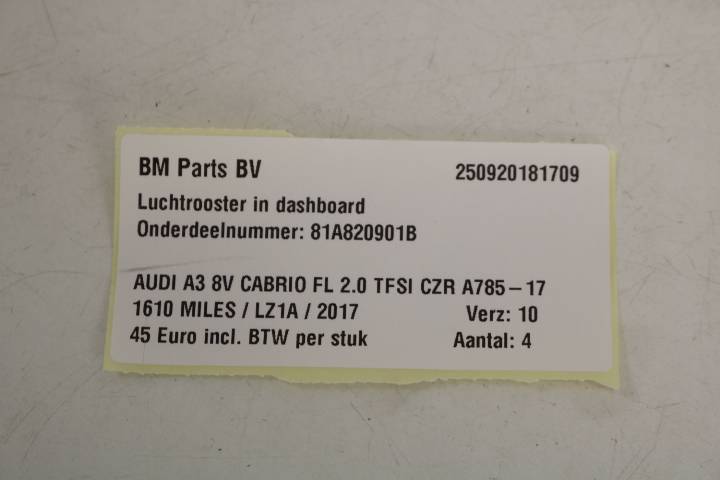 BM Parts BV 250920181709
Luchtrooster in dashboard
Onderdeelnummer: 81A820901B
AUDI A3 8V CABRIO FL 2.0 TFSI CZR A785-17
1610 MILES / LZ1A / 2017 Verz: 10
45 Euro incl. BTW per stuk Aantal: 4